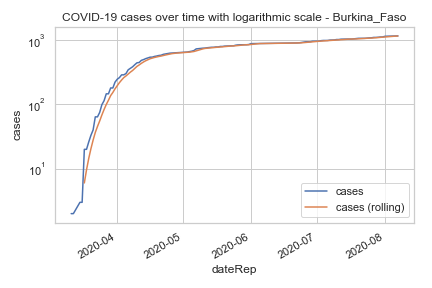 COVID-19 cases over time with logarithmic scale - Burkina_Faso
10³
10²
10¹
cases
cases
cases (rolling)
2020-04
2020-05
2020-06
2020-07
2020-08
dateRep